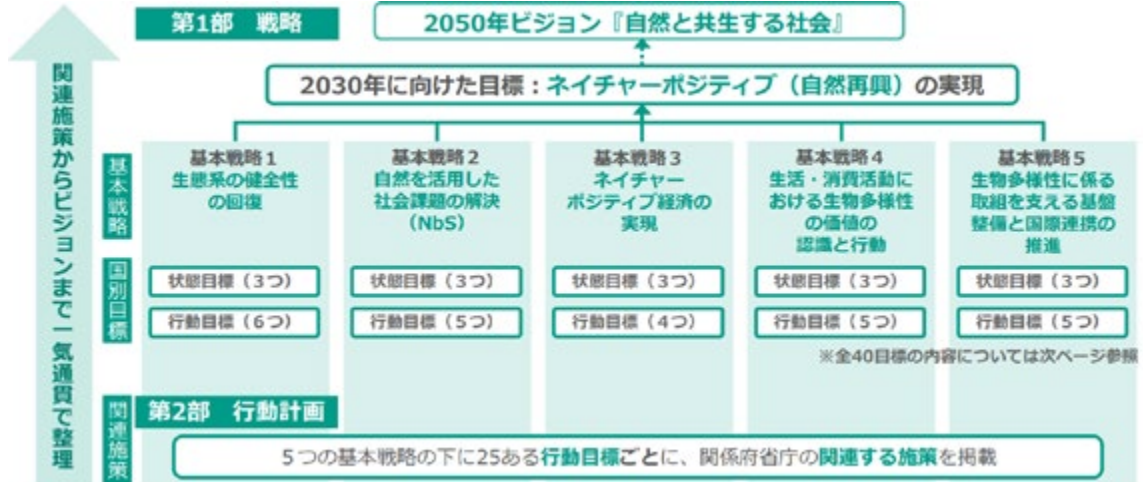 第1部 戦略
2050年ビジョン『自然と共生する社会』
2030年に向けた目標：ネイチャーポジティブ（自然再興）の実現
関連施策からビジョンまで一気通貫で整理
基本戦略
基本戦略1
生態系の健全性
の回復
基本戦略2
自然を活用した
社会課題の解決
（NbS）
基本戦略3
ネイチャー
ポジティブ経済の
実現
基本戦略4
生活・消費活動に
おける生物多様性
の価値の
認識と行動
基本戦略5
生物多様性に係る
取組を支える基盤
整備と国際連携の
推進
国別目標
状態目標（3つ）
状態目標（3つ）
状態目標（3つ）
状態目標（3つ）
状態目標（3つ）
行動目標（6つ）
行動目標（5つ）
行動目標（4つ）
行動目標（5つ）
行動目標（5つ）
※全40目標の内容については次ページ参照
関連施策
第2部 行動計画
5つの基本戦略の下に25ある行動目標ごとに、関係府省庁の関連する施策を掲載